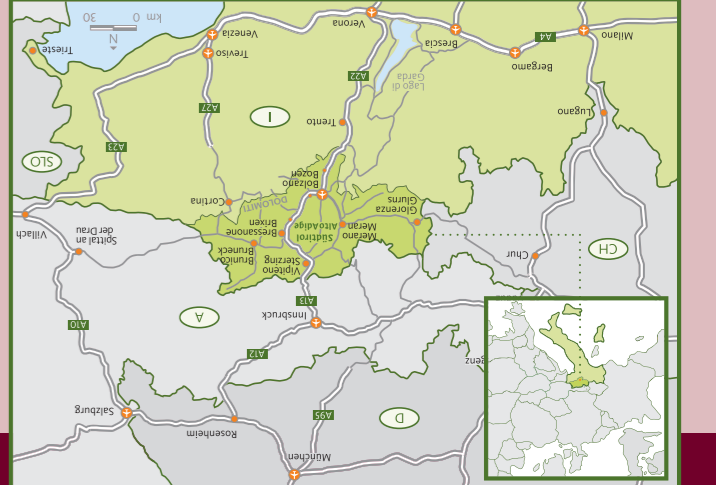 München
Rosenheim
A95
D
Salzburg
genz
A12
A10
Innsbruck
A
A13
Vipiteno
Sterzing
Brunico
Bruneck
Chur
CH
Spittal an
der Drau
Villach
Merano
Meran
Südtirol
AltoAdige
Bressanone
Brixen
Glorenza
Glurns
DOLOMITI
Cortina
Bolzano
Bozen
SLO
A23
Trento
I
Lugano
A27
Lago di
Garda
A22
Bergamo
Treviso
Trieste
Brescia
A4
Milano
Venezia
N
Verona
km 0 30